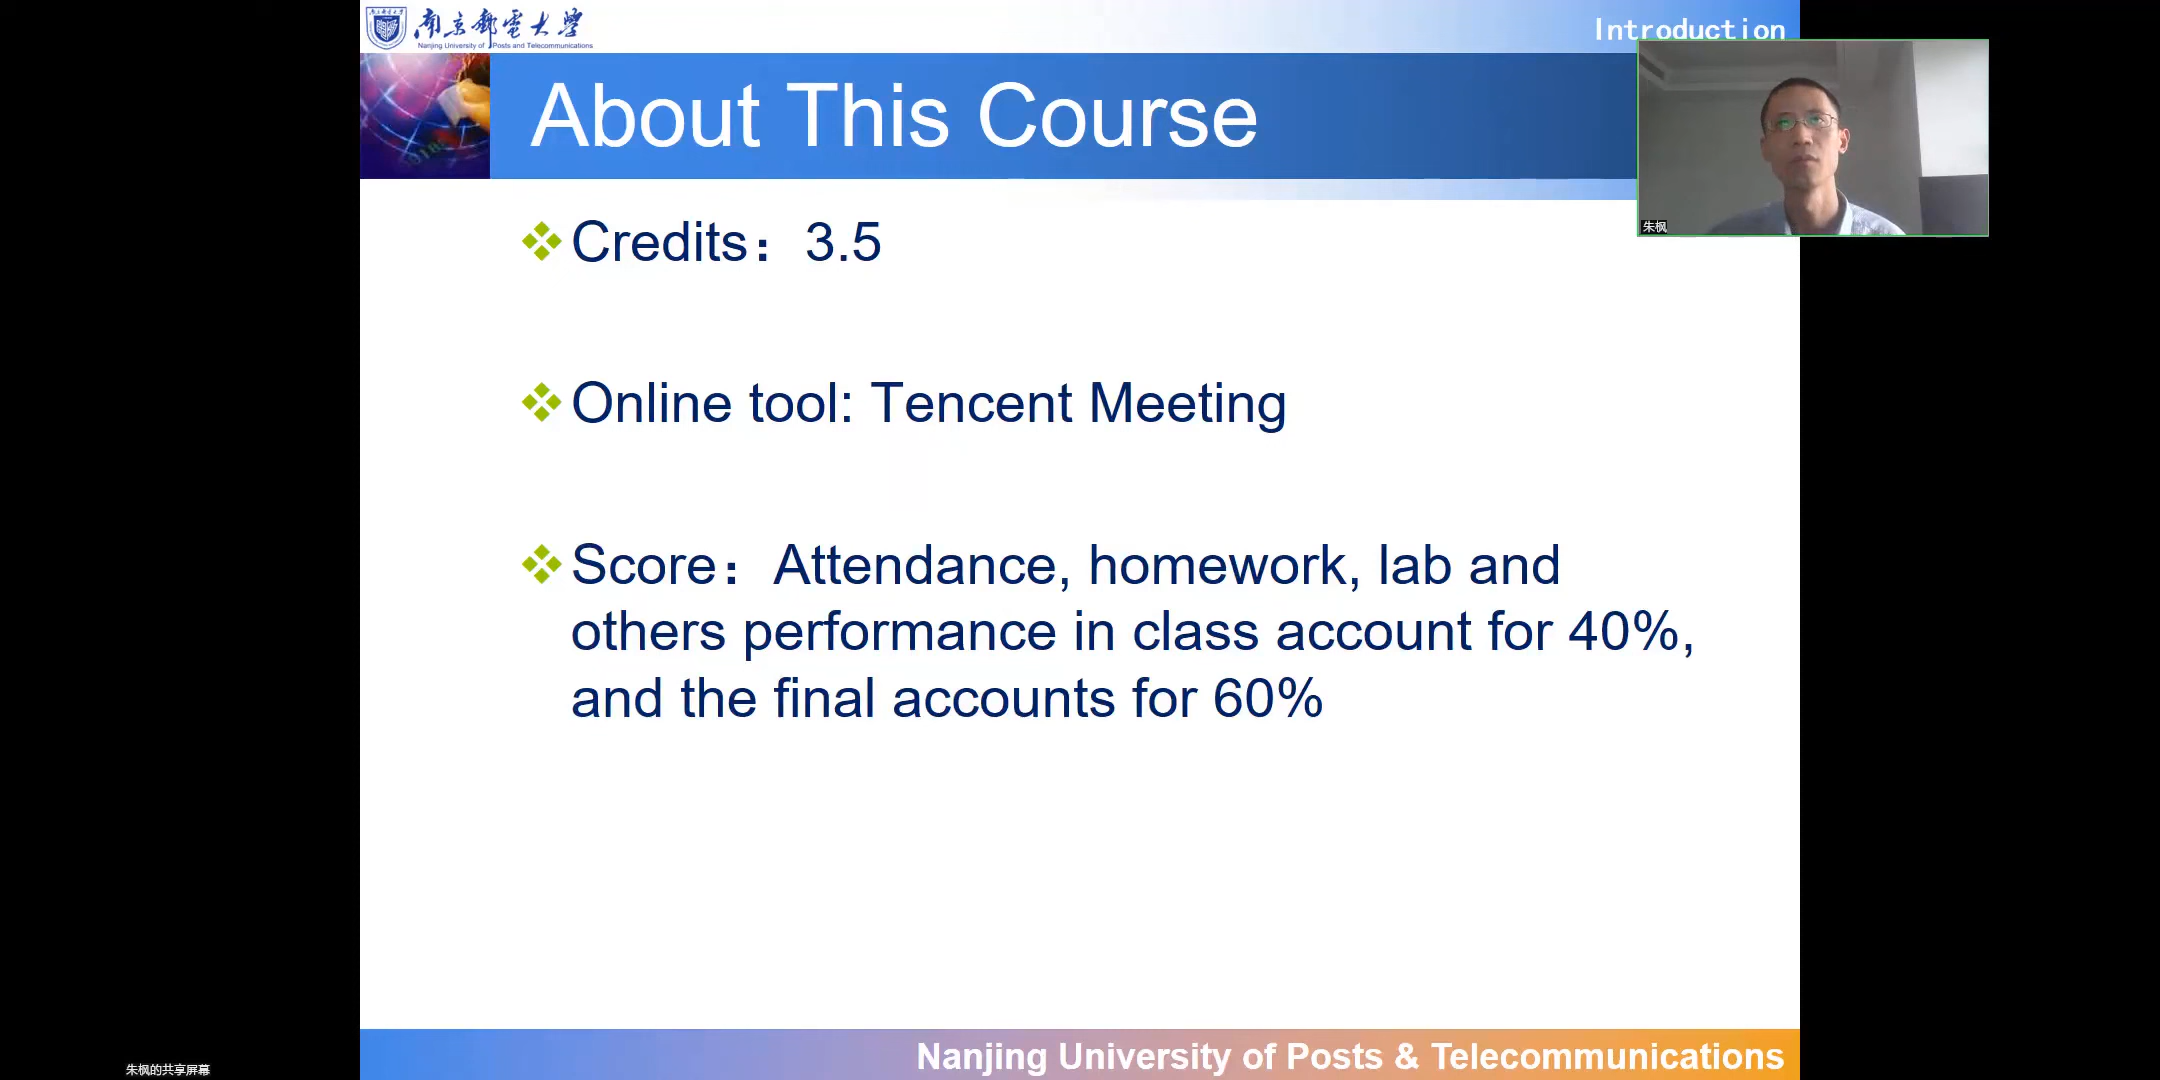 南京邮电大学
Nanjing University of Posts and Telecommunications
Introduction
About This Course
朱枫
Credits：3.5
Online tool: Tencent Meeting
Score：Attendance, homework, lab and
others performance in class account for 40%,
and the final accounts for 60%
Nanjing University of Posts & Telecommunications
朱枫的共享屏幕